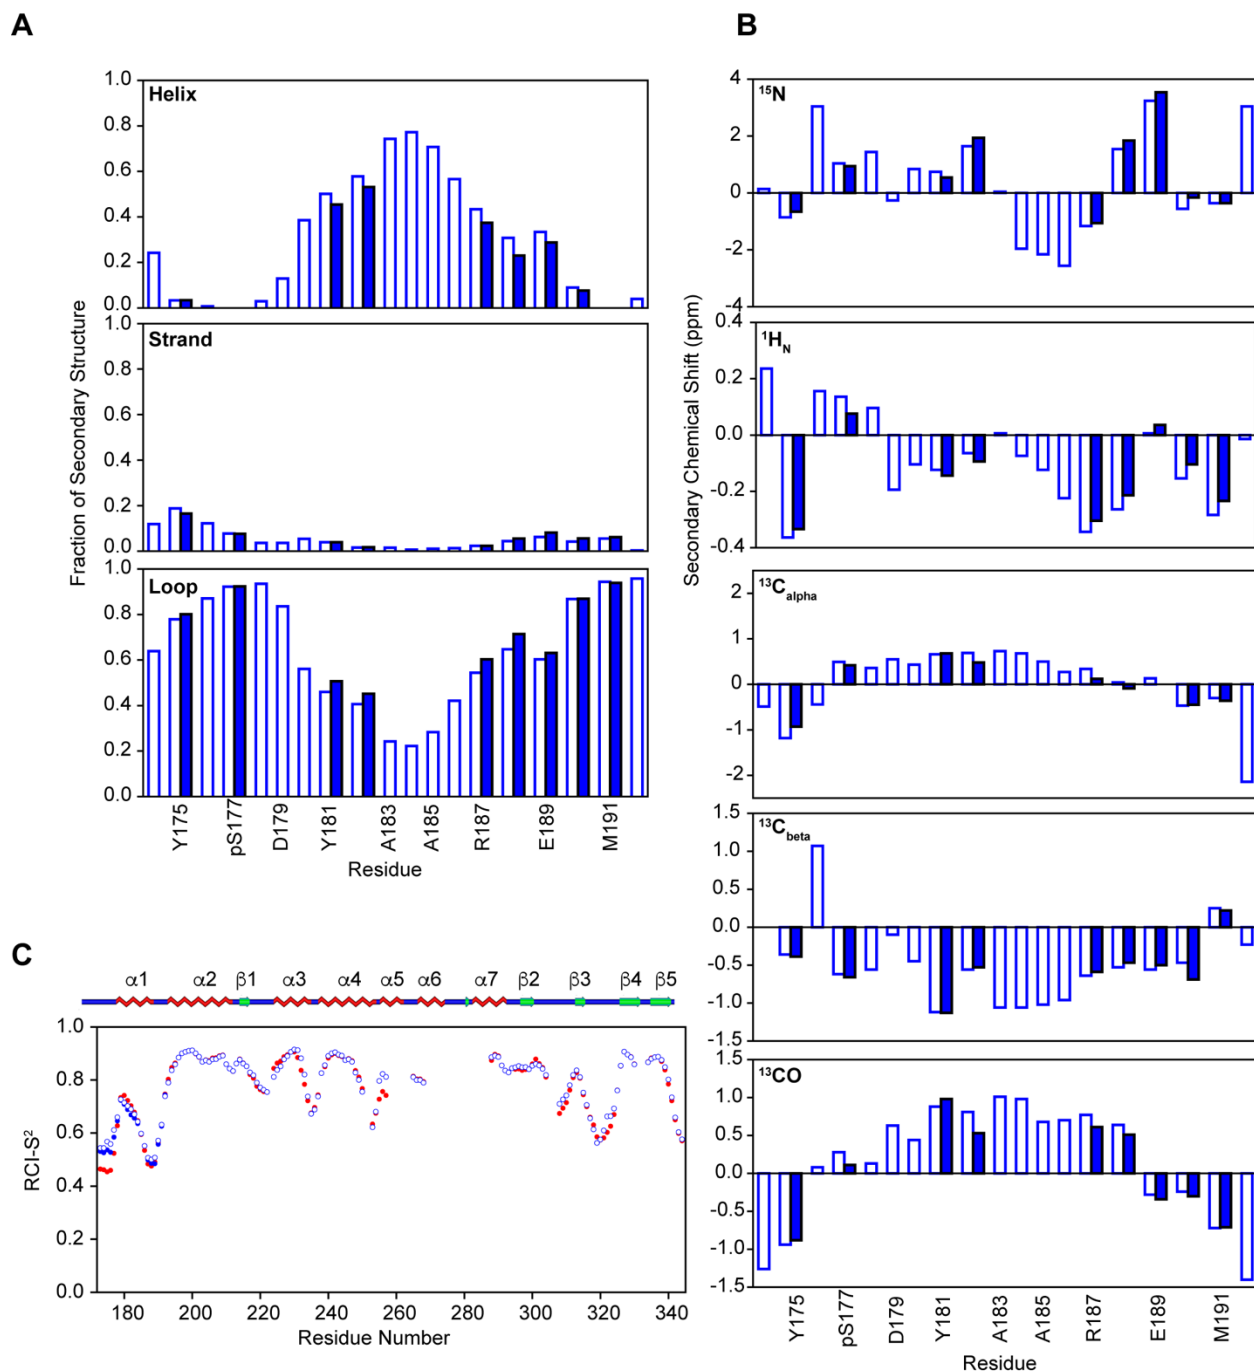 A
B
Helix
1.0
0.8
0.6
0.4
0.2
0.0
Strand
1.0
0.8
0.6
0.4
0.2
0.0
Loop
1.0
0.8
0.6
0.4
0.2
0.0
Fraction of Secondary Structure
Y175
pS177
D179
Y181
A183
A185
R187
E189
M191
Residue
¹⁵N
4
2
0
-2
-4
¹H_N
0.4
0.2
0.0
-0.2
-0.4
¹³C_alpha
2
1
0
-1
-2
¹³C_beta
1.5
1.0
0.5
0.0
-0.5
-1.0
-1.5
¹³CO
1.5
1.0
0.5
0.0
-0.5
-1.0
-1.5
Secondary Chemical Shift (ppm)
Y175
pS177
D179
Y181
A183
A185
R187
E189
M191
Residue
C
α1 α2 β1 α3 α4 α5 α6 α7 β2 β3 β4 β5
1.0
0.8
0.6
0.4
0.2
0.0
RCI-S²
180 200 220 240 260 280 300 320 340
Residue Number